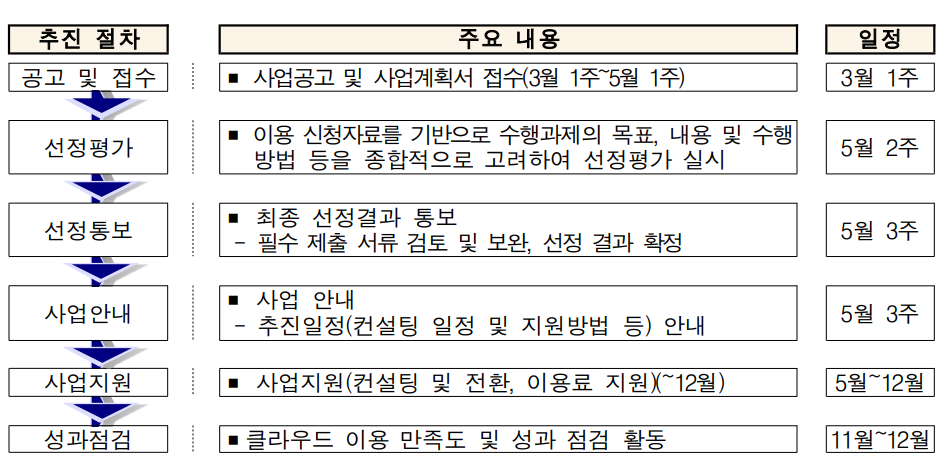 추진 절차 주요 내용 일정
공고 및 접수 ■ 사업공고 및 사업계획서 접수(3월 1주~5월 1주) 3월 1주
선정평가 ■ 이용 신청자료를 기반으로 수행과제의 목표, 내용 및 수행
방법 등을 종합적으로 고려하여 선정평가 실시 5월 2주
선정통보 ■ 최종 선정결과 통보
- 필수 제출 서류 검토 및 보완, 선정 결과 확정 5월 3주
사업안내 ■ 사업 안내
- 추진일정(컨설팅 일정 및 지원방법 등) 안내 5월 3주
사업지원 ■ 사업지원(컨설팅 및 전환, 이용료 지원)(~12월) 5월~12월
성과점검 ■ 클라우드 이용 만족도 및 성과 점검 활동 11월~12월